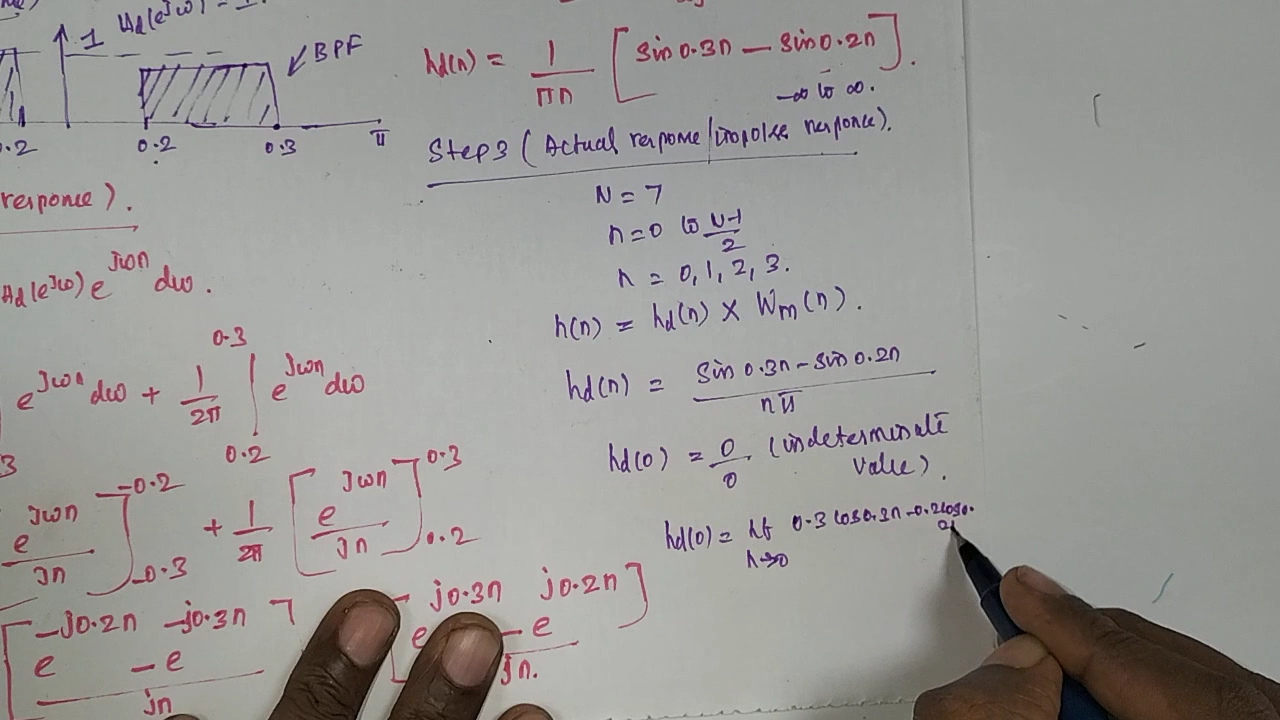 1 Hd(e^jω) =
BPF
0.2 0.3 π
response).
Hd(e^jω) e^jωn dω.
e^jωn dω + 1/2π ∫ 0.2 0.3 e^jωn dω
[e^jωn / jn] -0.3 -0.2 + 1/2π [e^jωn / jn] 0.2 0.3
[e^-j0.2n - e^-j0.3n / jn] [e^j0.3n - e^j0.2n / jn.]
hd(n) = 1/πn [sin 0.3n - sin 0.2n].
-∞ to ∞.
Step 3 (Actual response/impulse response).
N = 7
n = 0 to N-1/2
n = 0, 1, 2, 3.
h(n) = hd(n) × Wm(n).
hd(n) = sin 0.3n - sin 0.2n / nπ
hd(0) = 0/0 (indeterminate value).
hd(0) = lt n→0 0.3 cos 0.3n - 0.2 cos 0.